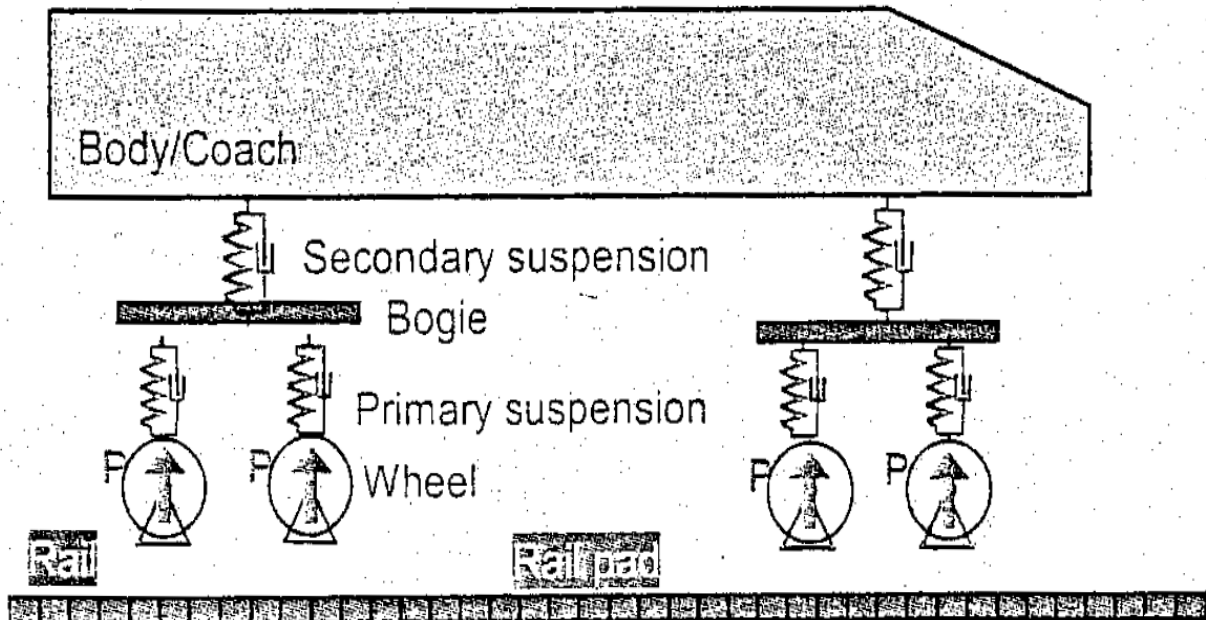 Body/Coach
Secondary suspension
Bogie
Primary suspension
P
P
Wheel
P
P
Rail
Rail pad